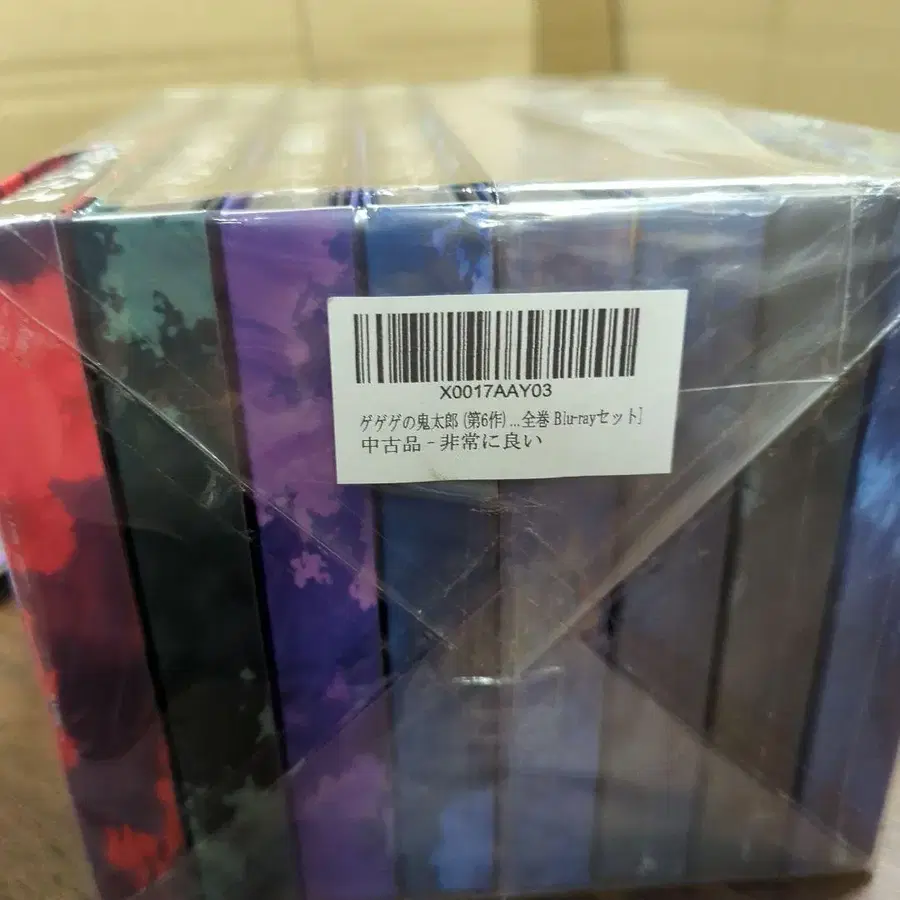 X0017AAY03
ゲゲゲの鬼太郎 (第6作) ...全巻 Blu-rayセット]
中古品 - 非常に良い